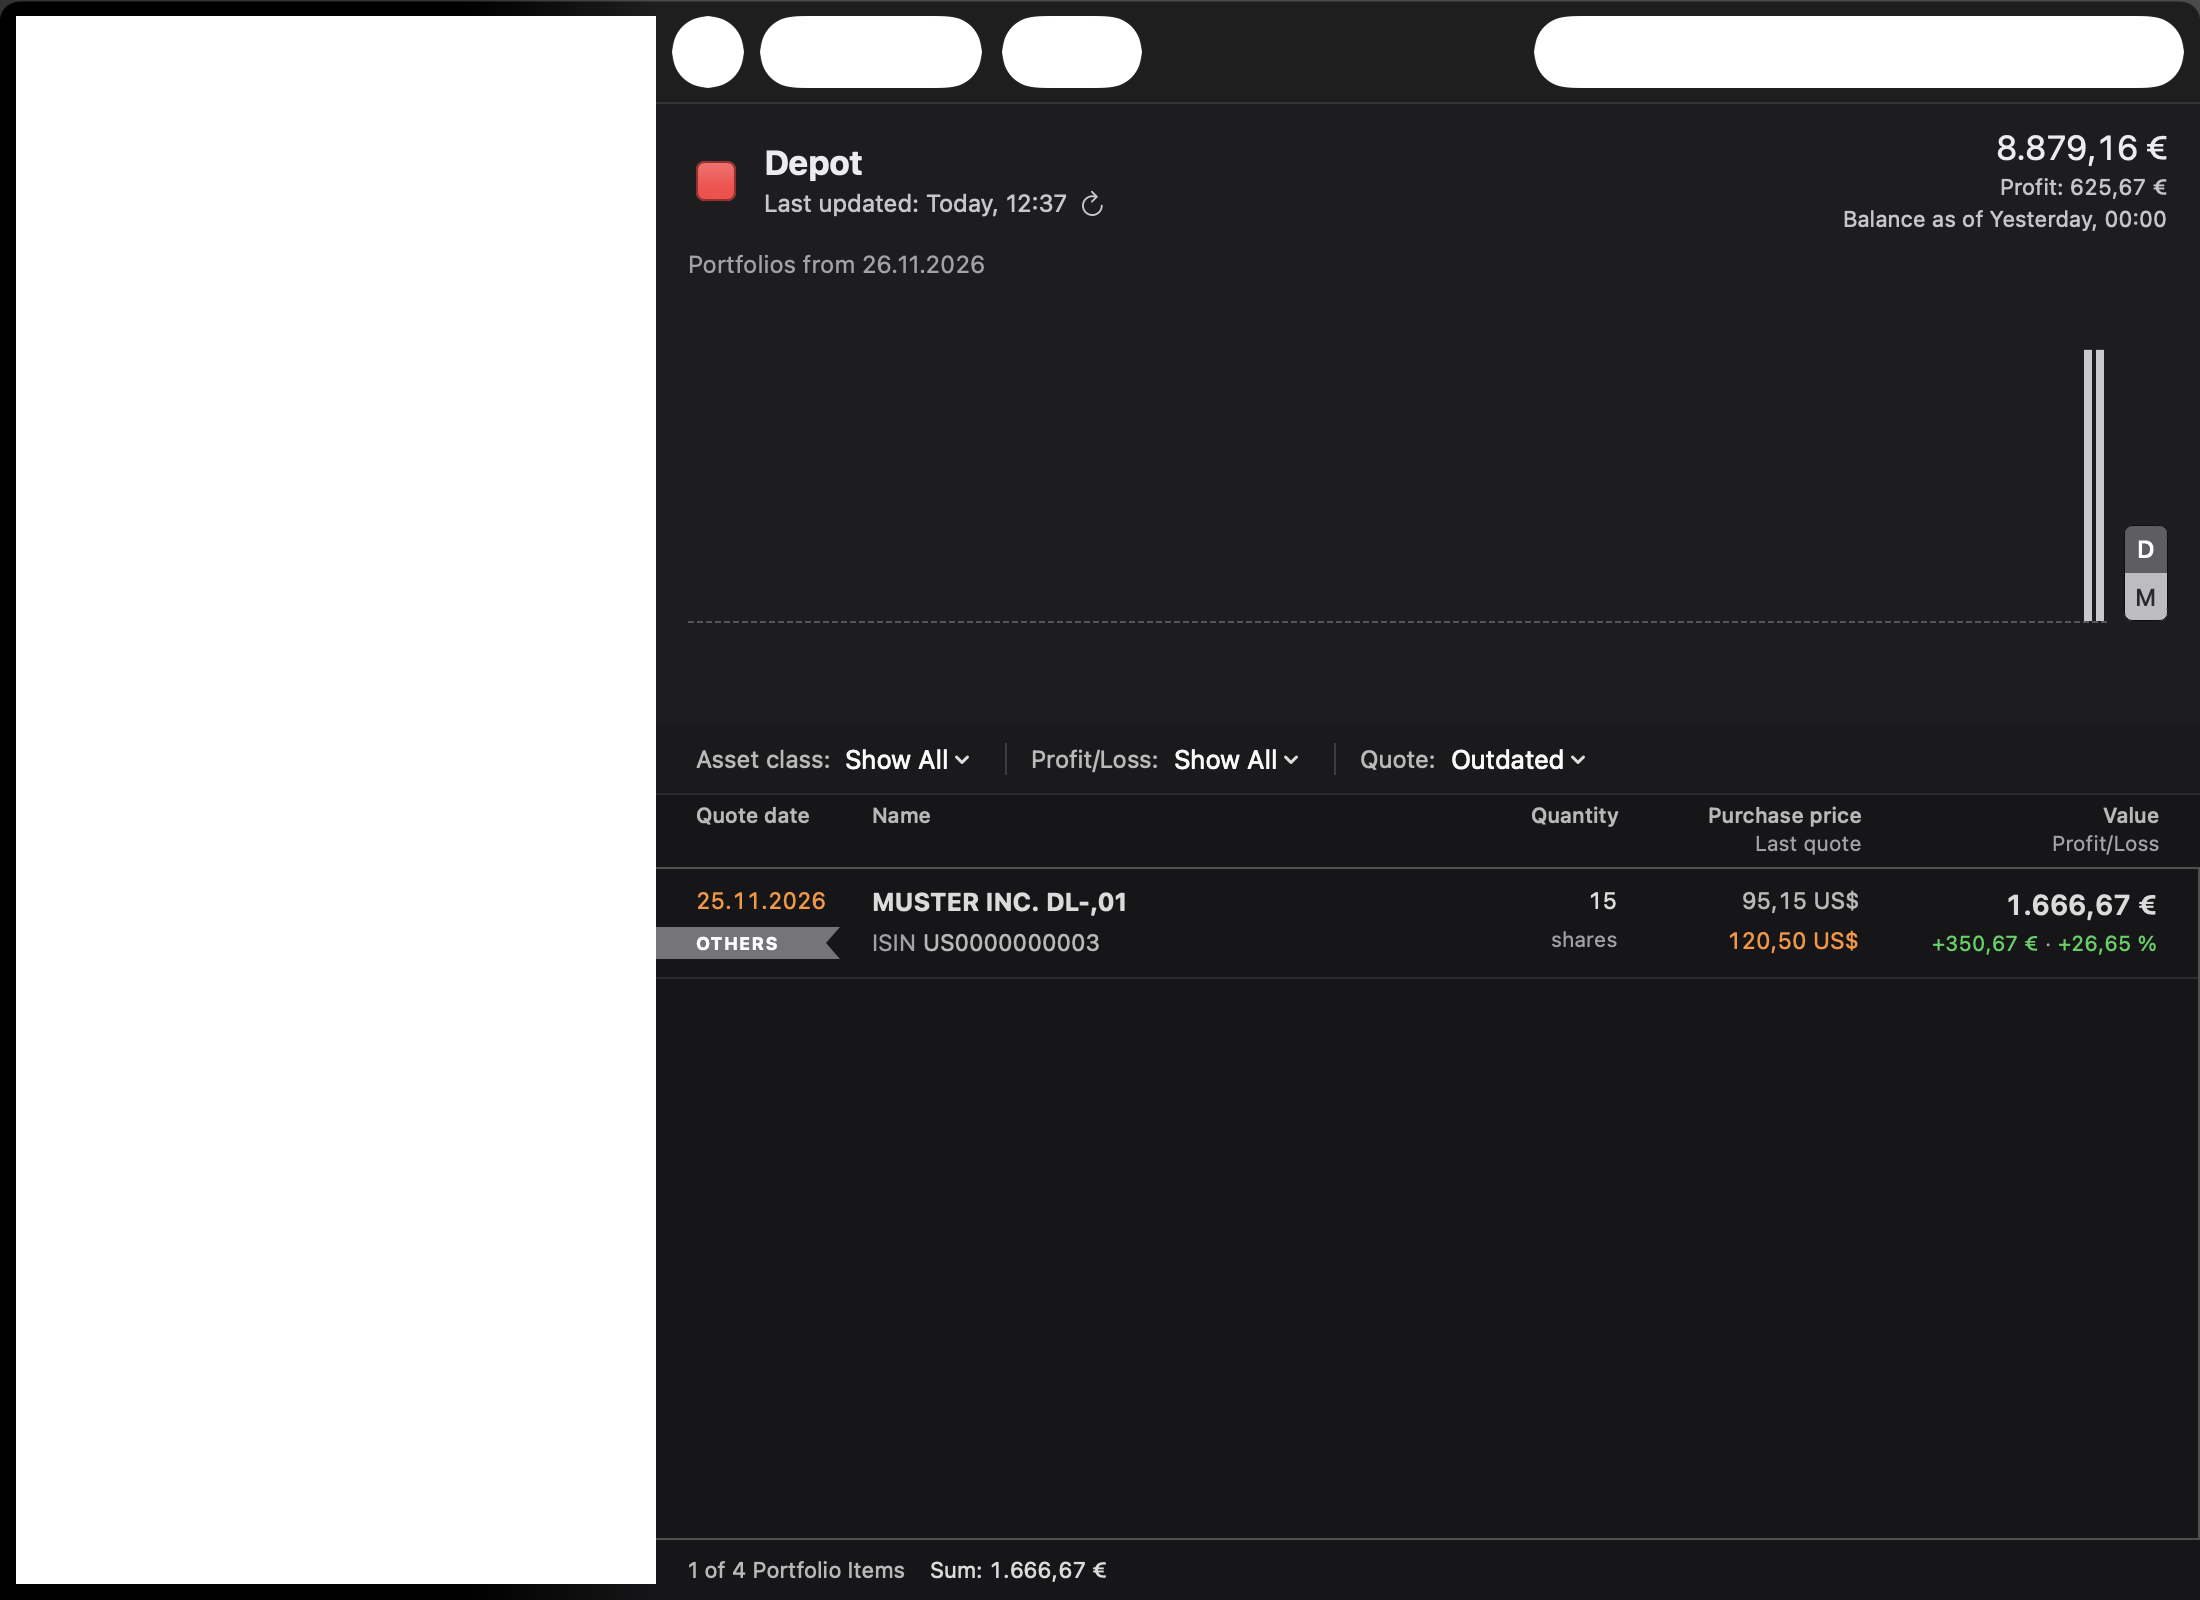 Depot
Last updated: Today, 12:37
8.879,16 €
Profit: 625,67 €
Balance as of Yesterday, 00:00
Portfolios from 26.11.2026
D
M
Asset class: Show All
Profit/Loss: Show All
Quote: Outdated
Quote date
Name
Quantity
Purchase price
Last quote
Value
Profit/Loss
25.11.2026
OTHERS
MUSTER INC. DL-,01
ISIN US0000000003
15
shares
95,15 US$
120,50 US$
1.666,67 €
+350,67 € · +26,65 %
1 of 4 Portfolio Items
Sum: 1.666,67 €